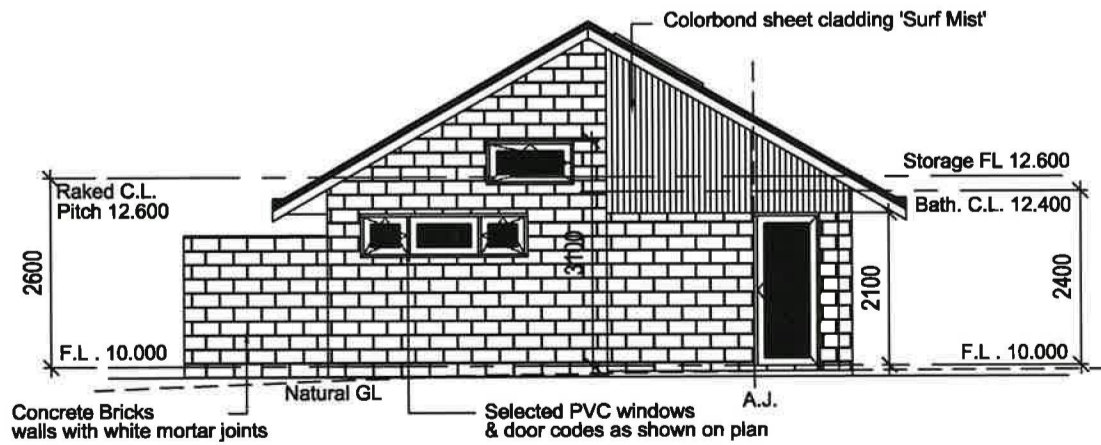 Colorbond sheet cladding 'Surf Mist'
Storage FL 12.600
Raked C.L.
Pitch 12.600
Bath. C.L. 12.400
2600
3100
2100
2400
F.L . 10.000
F.L. 10.000
Natural GL
A.J.
Concrete Bricks
walls with white mortar joints
Selected PVC windows
& door codes as shown on plan